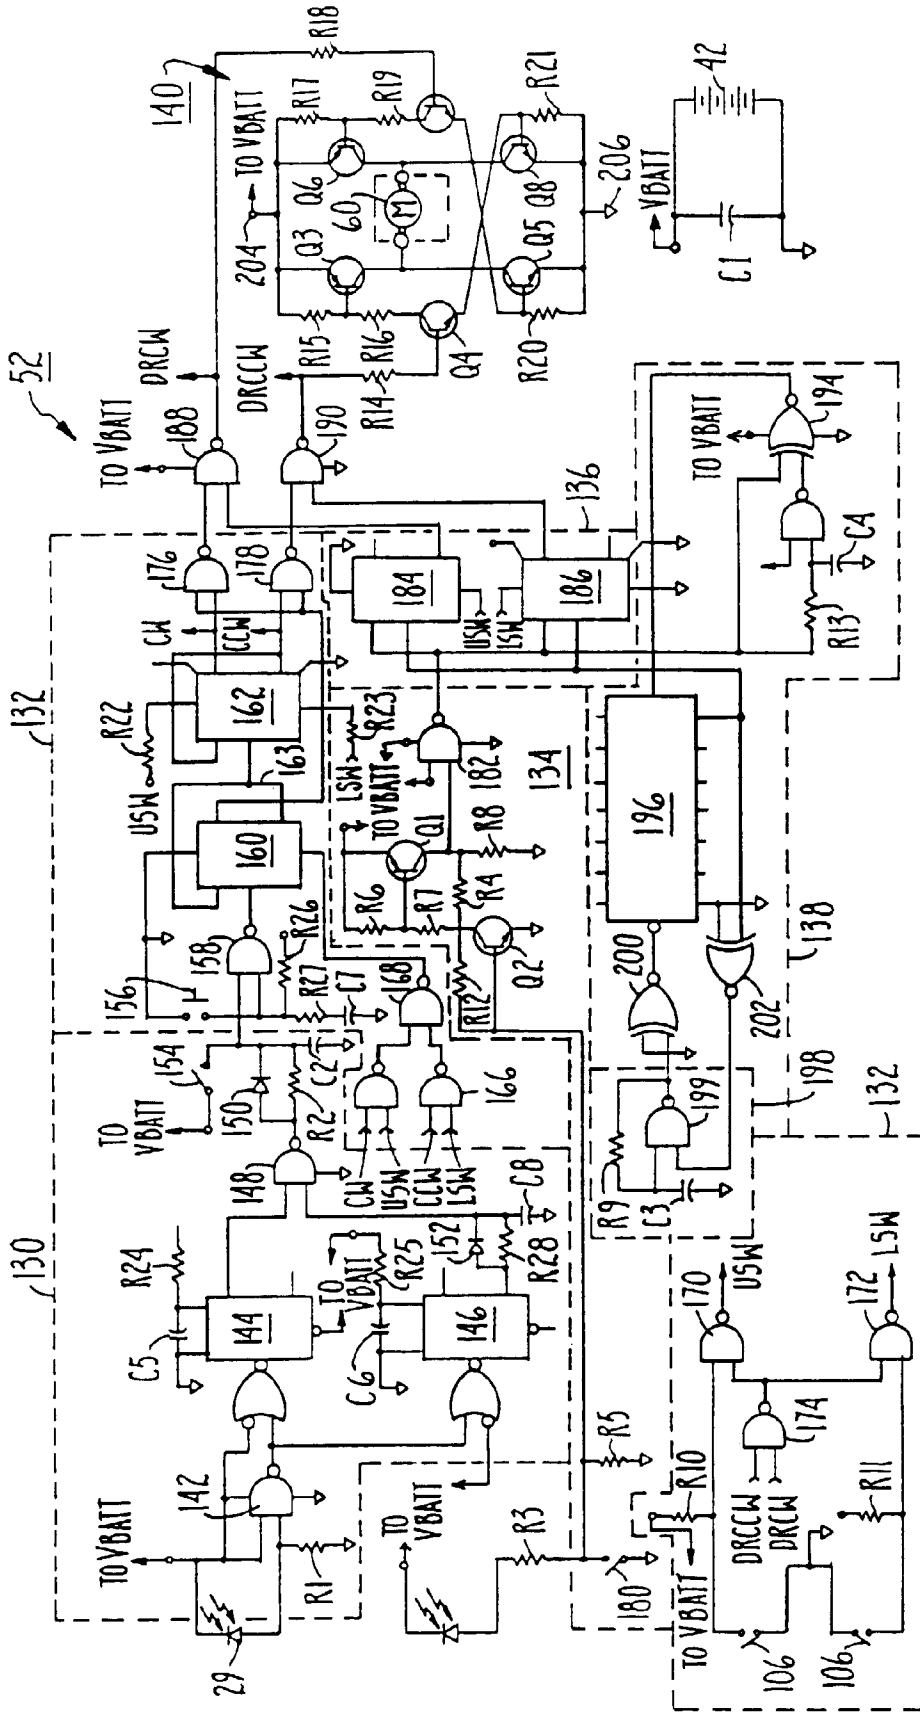 52
132
130
TO VBATT
142
R1
29
C5
R24
144
TO VBATT
C6
R25
146
152
R28
C8
TO VBATT
R3
148
TO VBATT
154
150
R2
C2
156
158
R26
R27
C7
CW
USW
CCW
LSW
166
168
160
163
USW
R22
162
LSW
R23
CW
CCW
176
178
TO VBATT
188
190
DRCW
DRCCW
140
TO VBATT
204
R14
R15
R16
Q3
Q4
Q6
R17
R18
R19
60
M
Q5
Q8
R20
R21
206
VBATT
C1
42
R6
R7
Q1
TO VBATT
182
R4
R8
R12
Q2
134
184
USW
LSW
186
136
TO VBATT
194
R13
C4
196
200
202
138
198
R9
C3
199
132
R5
180
TO VBATT
R10
170
USW
172
LSW
174
DRCCW
DRCW
R11
106
106